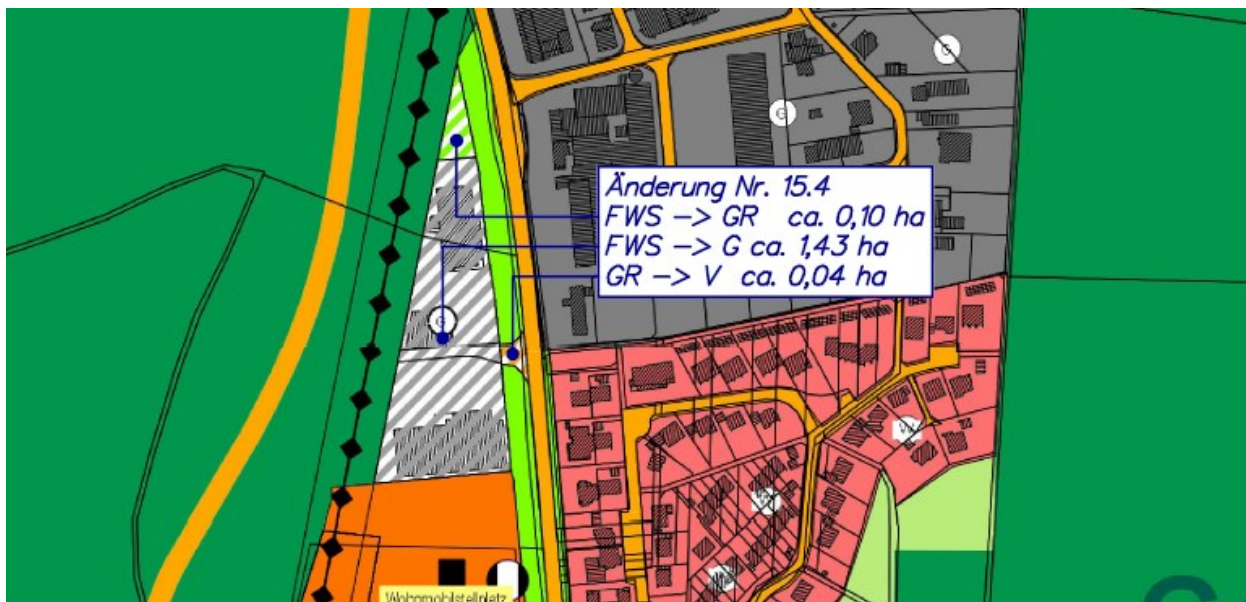 G
G
Änderung Nr. 15.4
FWS -> GR ca. 0,10 ha
FWS -> G ca. 1,43 ha
GR -> V ca. 0,04 ha
G
W
W
W
G
Wohnmobilstellplatz